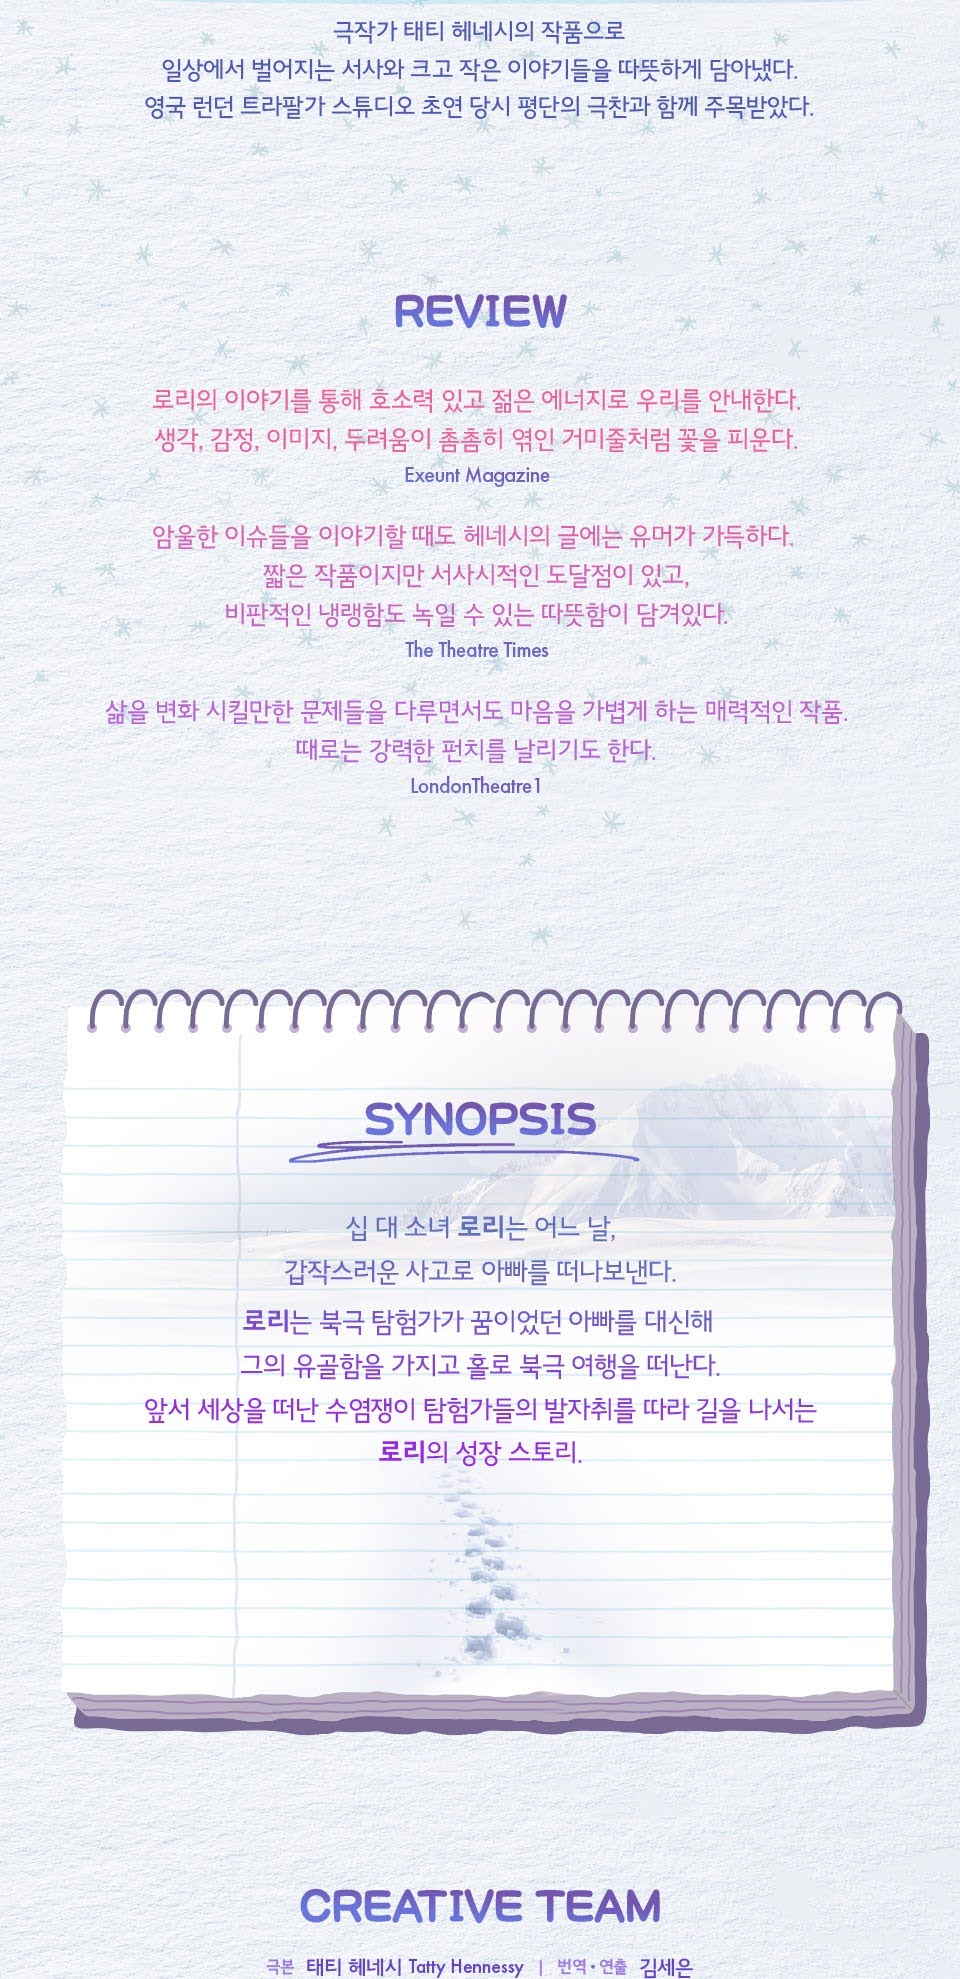 극작가 태티 헤네시의 작품으로
일상에서 벌어지는 서사와 크고 작은 이야기들을 따뜻하게 담아냈다.
영국 런던 트라팔가 스튜디오 초연 당시 평단의 극찬과 함께 주목받았다.
REVIEW
로리의 이야기를 통해 호소력 있고 젊은 에너지로 우리를 안내한다.
생각, 감정, 이미지, 두려움이 촘촘히 엮인 거미줄처럼 꽃을 피운다.
Exeunt Magazine
암울한 이슈들을 이야기할 때도 헤네시의 글에는 유머가 가득하다.
짧은 작품이지만 서사시적인 도달점이 있고,
비판적인 냉랭함도 녹일 수 있는 따뜻함이 담겨있다.
The Theatre Times
삶을 변화 시킬만한 문제들을 다루면서도 마음을 가볍게 하는 매력적인 작품.
때로는 강력한 펀치를 날리기도 한다.
LondonTheatre1
SYNOPSIS
십 대 소녀 로리는 어느 날,
갑작스러운 사고로 아빠를 떠나보낸다.
로리는 북극 탐험가가 꿈이었던 아빠를 대신해
그의 유골함을 가지고 홀로 북극 여행을 떠난다.
앞서 세상을 떠난 수염쟁이 탐험가들의 발자취를 따라 길을 나서는
로리의 성장 스토리.
CREATIVE TEAM
극본 태티 헤네시 Tatty Hennessy | 번역·연출 김세은